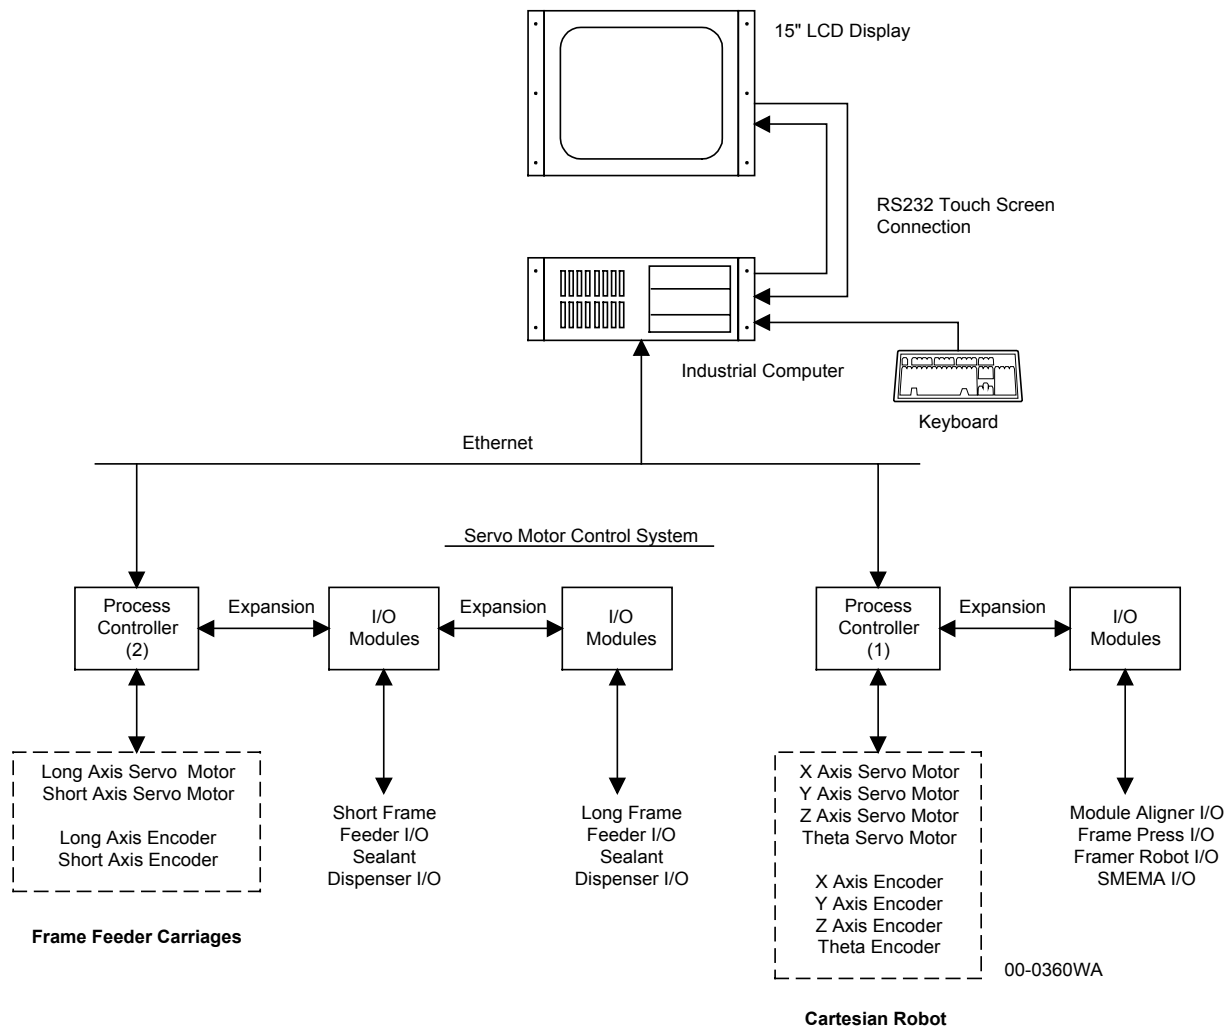 15" LCD Display
RS232 Touch Screen
Connection
Industrial Computer
Keyboard
Ethernet
Servo Motor Control System
Process
Controller
(2)
Expansion
I/O
Modules
Expansion
I/O
Modules
Process
Controller
(1)
Expansion
I/O
Modules
Long Axis Servo Motor
Short Axis Servo Motor
Long Axis Encoder
Short Axis Encoder
Frame Feeder Carriages
Short Frame
Feeder I/O
Sealant
Dispenser I/O
Long Frame
Feeder I/O
Sealant
Dispenser I/O
X Axis Servo Motor
Y Axis Servo Motor
Z Axis Servo Motor
Theta Servo Motor
X Axis Encoder
Y Axis Encoder
Z Axis Encoder
Theta Encoder
Module Aligner I/O
Frame Press I/O
Framer Robot I/O
SMEMA I/O
00-0360WA
Cartesian Robot